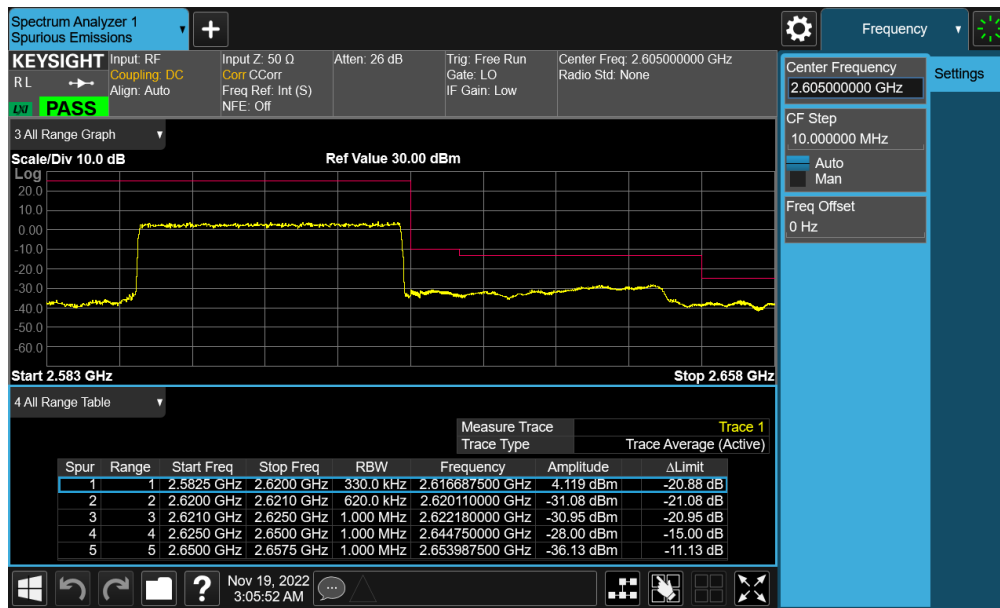 Spectrum Analyzer 1
Spurious Emissions
Frequency
KEYSIGHT
RL
LXI
PASS
Input: RF
Coupling: DC
Align: Auto
Input Z: 50 Ω
Corr CCorr
Freq Ref: Int (S)
NFE: Off
Atten: 26 dB
Trig: Free Run
Gate: LO
IF Gain: Low
Center Freq: 2.605000000 GHz
Radio Std: None
Center Frequency
2.605000000 GHz
Settings
CF Step
10.000000 MHz
Auto
Man
Freq Offset
0 Hz
3 All Range Graph
Scale/Div 10.0 dB
Ref Value 30.00 dBm
Log
20.0
10.0
0.00
-10.0
-20.0
-30.0
-40.0
-50.0
-60.0
Start 2.583 GHz
Stop 2.658 GHz
4 All Range Table
Measure Trace Trace 1
Trace Type Trace Average (Active)
Spur Range Start Freq Stop Freq RBW Frequency Amplitude ΔLimit
1 1 2.5825 GHz 2.6200 GHz 330.0 kHz 2.616687500 GHz 4.119 dBm -20.88 dB
2 2 2.6200 GHz 2.6210 GHz 620.0 kHz 2.620110000 GHz -31.08 dBm -21.08 dB
3 3 2.6210 GHz 2.6250 GHz 1.000 MHz 2.622180000 GHz -30.95 dBm -20.95 dB
4 4 2.6250 GHz 2.6500 GHz 1.000 MHz 2.644750000 GHz -28.00 dBm -15.00 dB
5 5 2.6500 GHz 2.6575 GHz 1.000 MHz 2.653987500 GHz -36.13 dBm -11.13 dB
Nov 19, 2022
3:05:52 AM